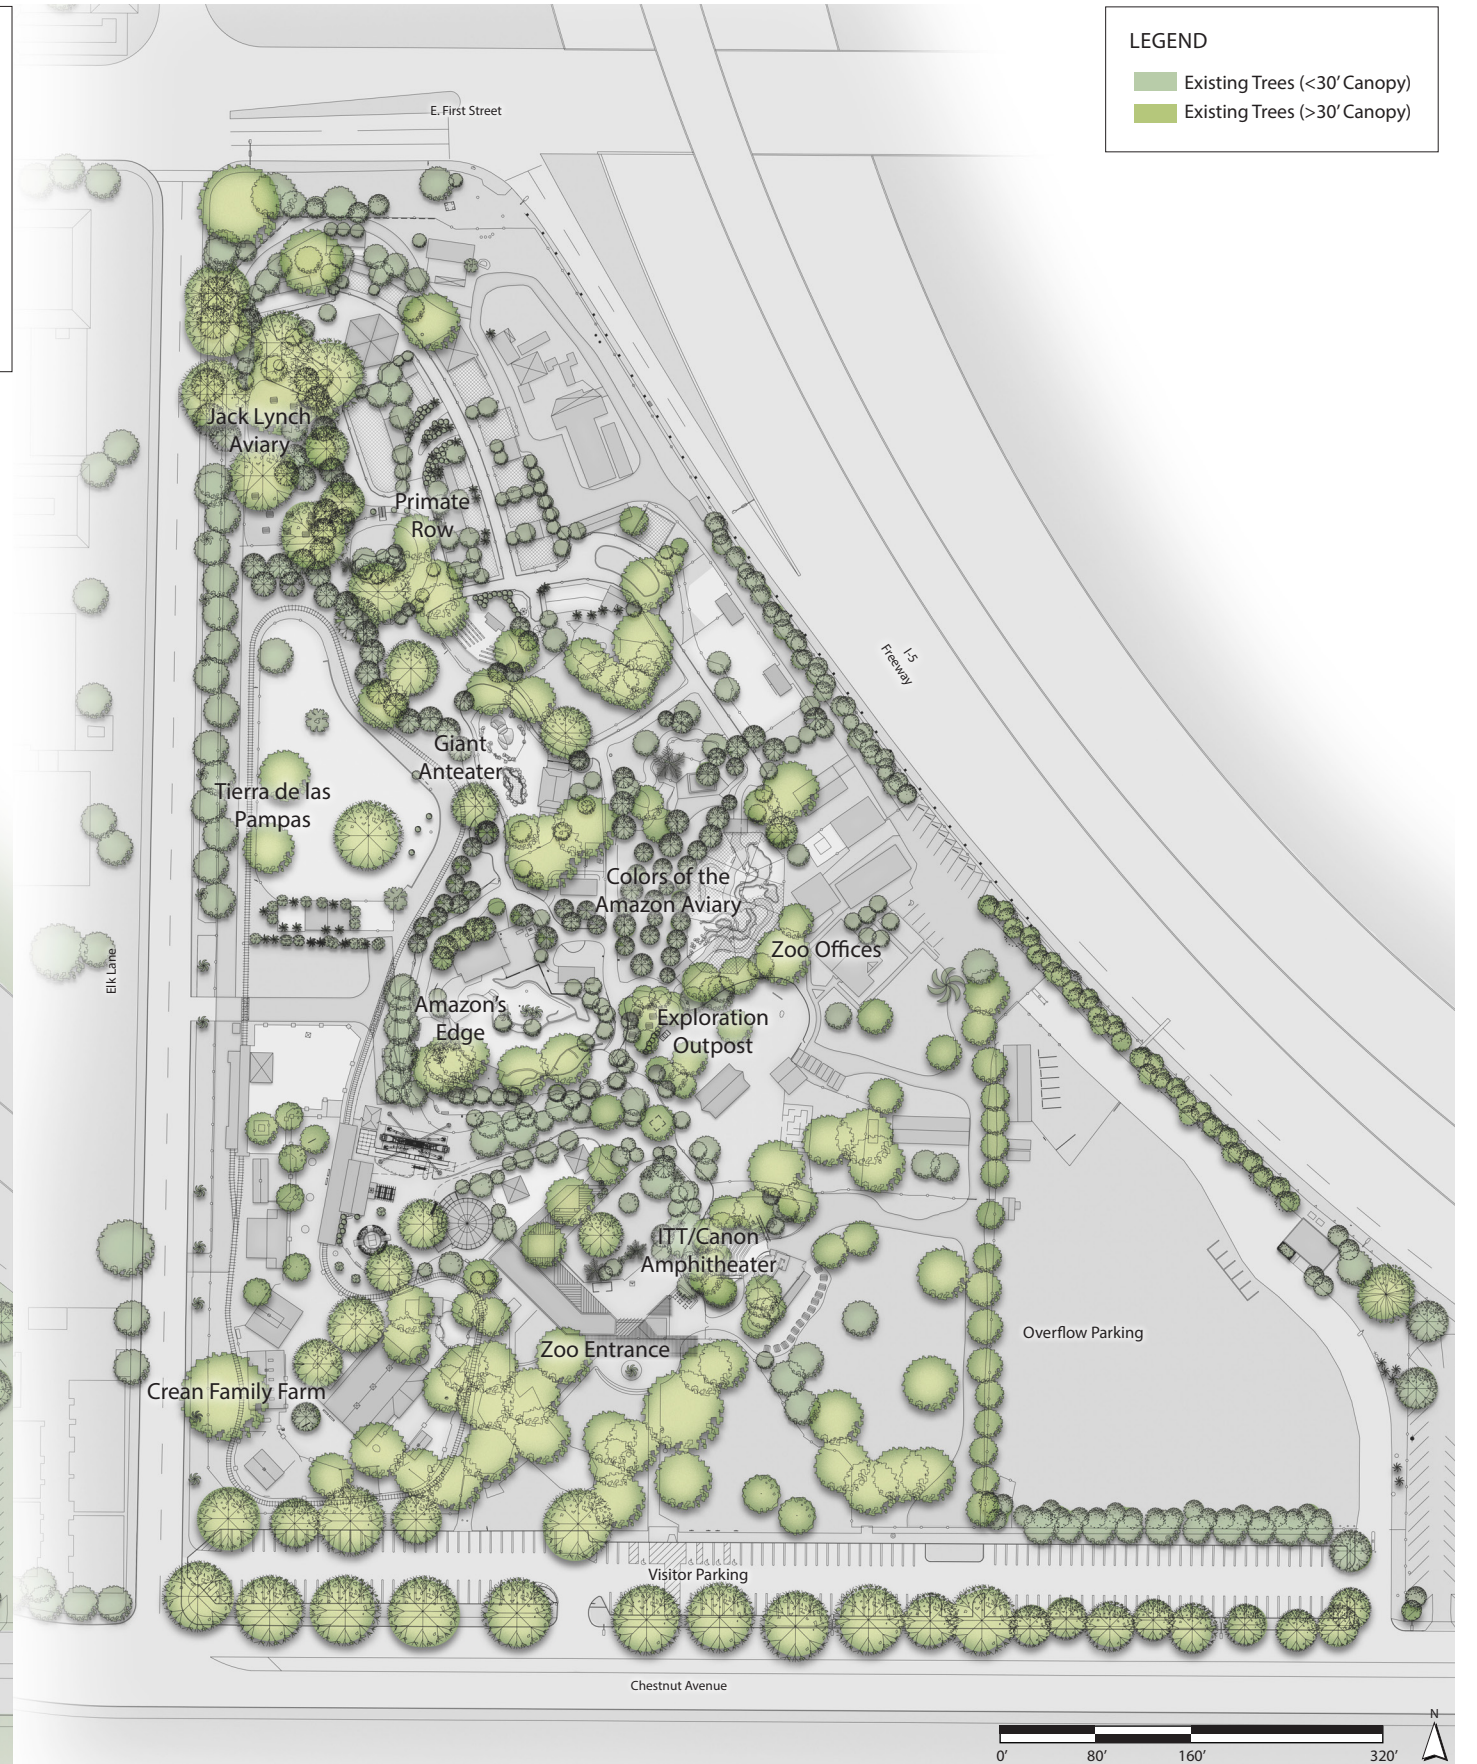 LEGEND
Existing Trees (<30' Canopy)
Existing Trees (>30' Canopy)
E. First Street
Jack Lynch
Aviary
Primate
Row
I-5
Freeway
Giant
Anteater
Tierra de las
Pampas
Colors of the
Amazon Aviary
Zoo Offices
Elk Lane
Amazon's
Edge
Exploration
Outpost
ITT/Canon
Amphitheater
Overflow Parking
Zoo Entrance
Crean Family Farm
Visitor Parking
Chestnut Avenue
N
0' 80' 160' 320'